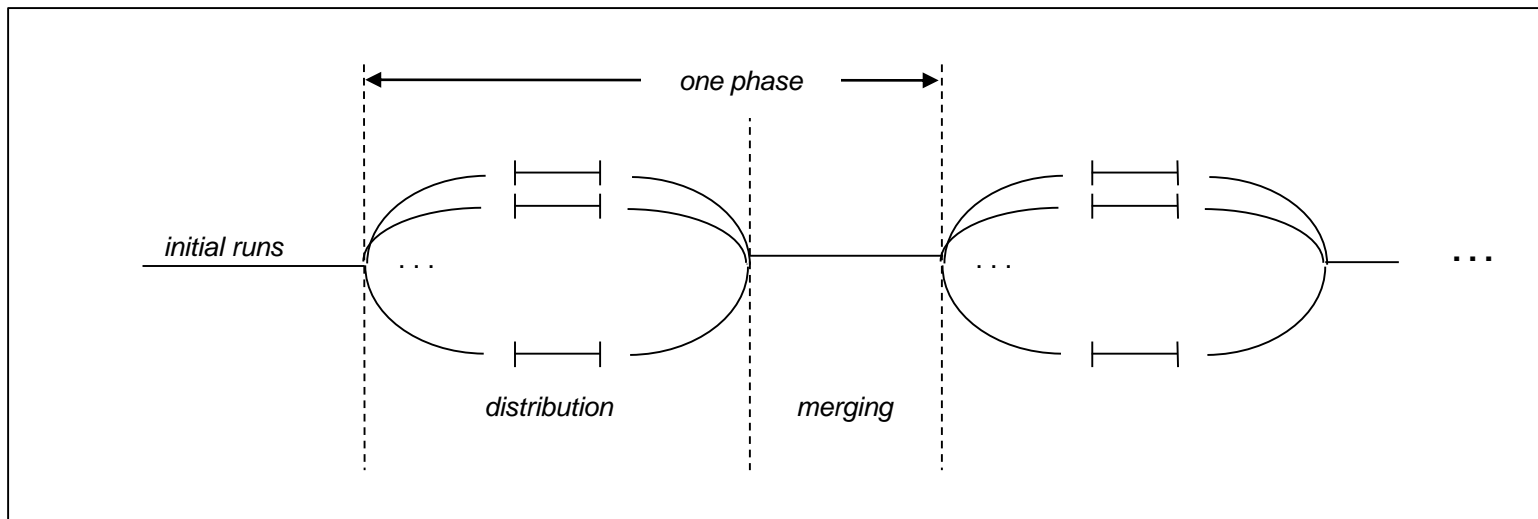 one phase
initial runs
. . .
. . .
. . .
distribution
merging